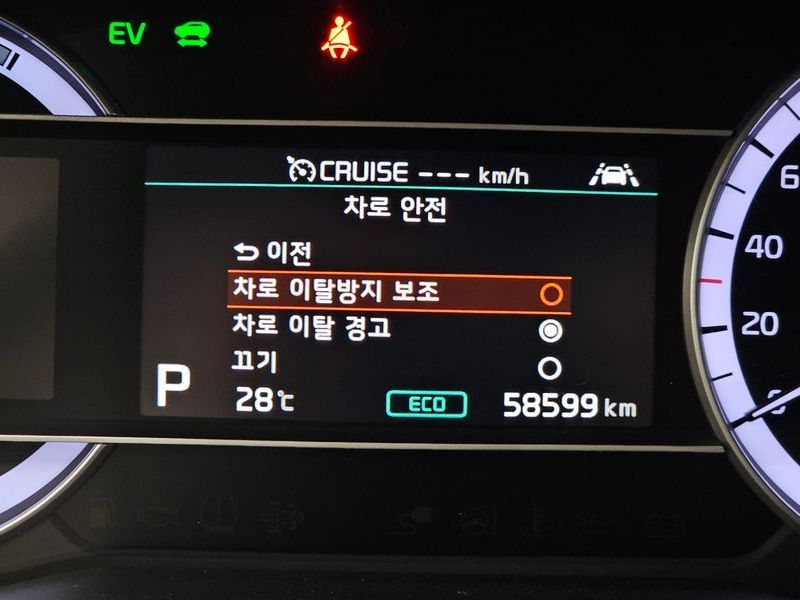 EV
CRUISE --- km/h
차로 안전
이전
차로 이탈방지 보조
차로 이탈 경고
끄기
P
28℃ ECO 58599 km
60
40
20
0